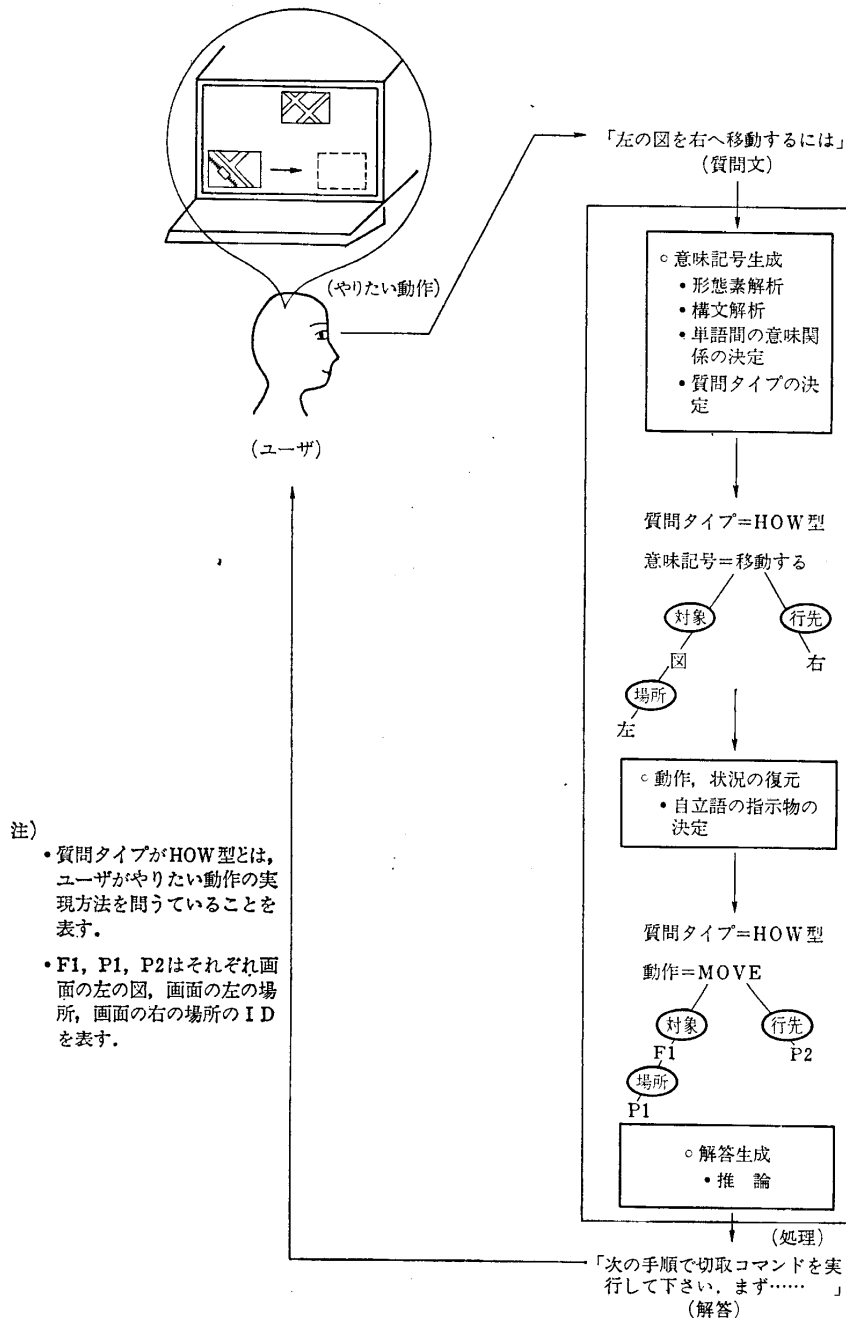 「左の図を右へ移動するには」
(質問文)
(やりたい動作)
(ユーザ)
○ 意味記号生成
• 形態素解析
• 構文解析
• 単語間の意味関
係の決定
• 質問タイプの決
定
質問タイプ=HOW型
意味記号=移動する
対象
行先
図
右
場所
左
○ 動作,状況の復元
• 自立語の指示物の
決定
質問タイプ=HOW型
動作=MOVE
対象
行先
F1
P2
場所
P1
○ 解答生成
• 推 論
(処理)
「次の手順で切取コマンドを実
行して下さい.まず…… 」
(解答)
注)
• 質問タイプがHOW型とは,
ユーザがやりたい動作の実
現方法を問うていることを
表す.
• F1, P1, P2はそれぞれ画
面の左の図,画面の左の場
所,画面の右の場所のID
を表す.